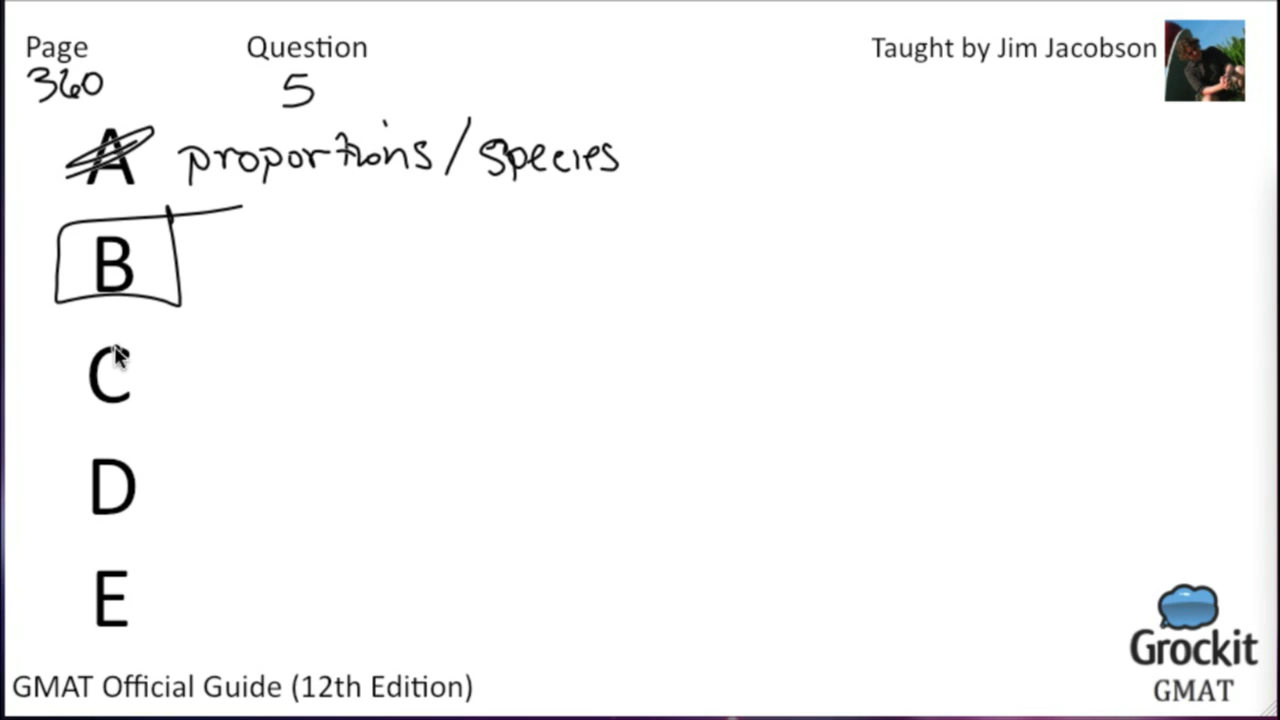 Page Question Taught by Jim Jacobson
360 5
A proportions/species
B
C
D
E
Grockit
GMAT
GMAT Official Guide (12th Edition)